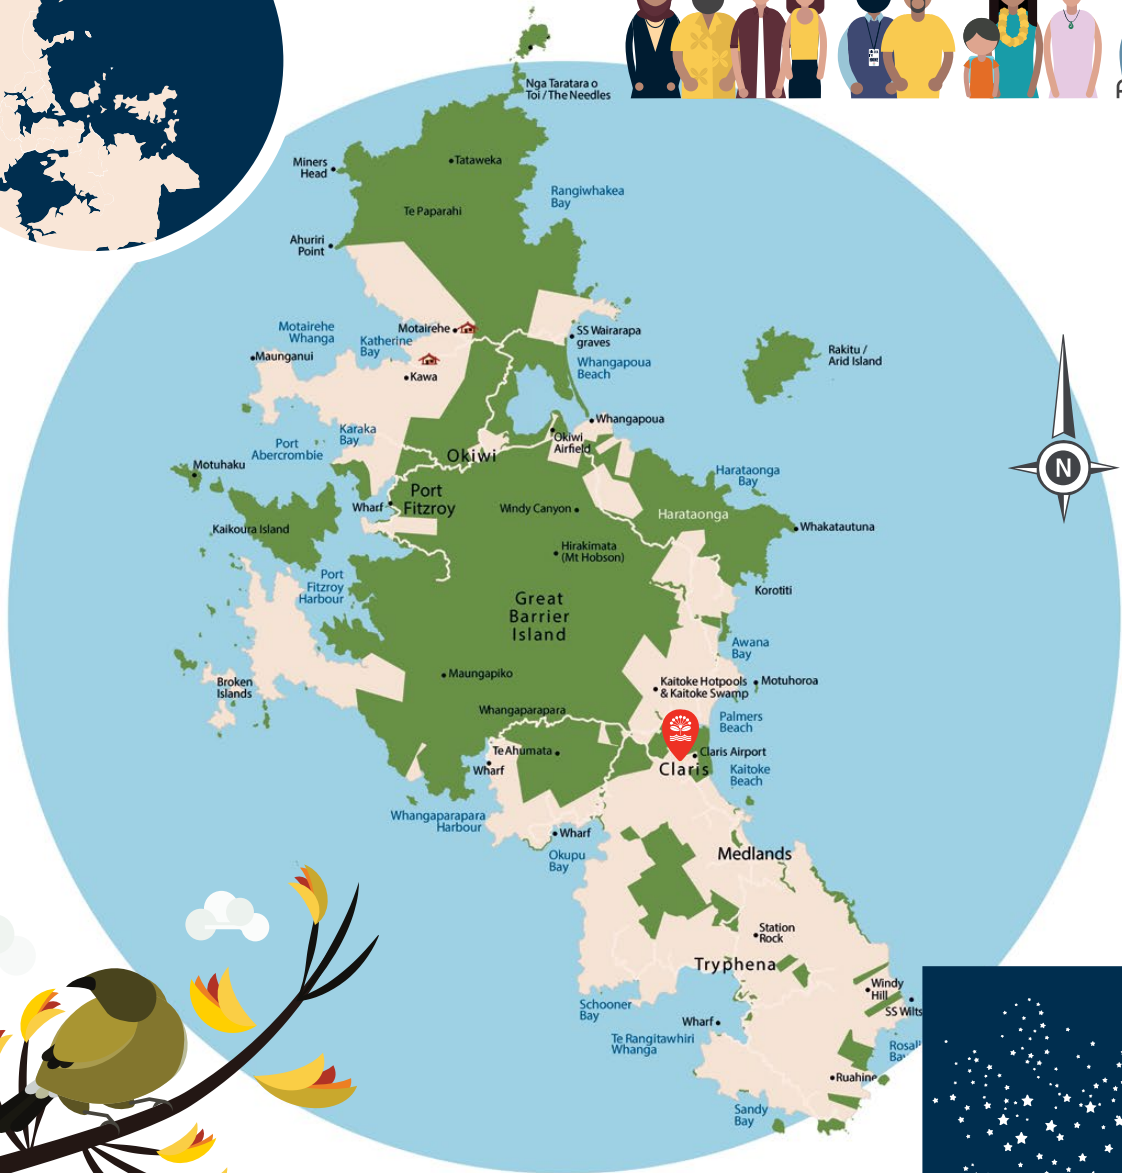 Nga Taratara o
Toi / The Needles
Miners
Head
Tataweka
Rangiwhakea
Bay
Te Paparahi
Ahuriri
Point
Motairehe
Whanga
Katherine
Bay
Motairehe
SS Wairarapa
graves
Maunganui
Kawa
Whangapoua
Beach
Rakitu /
Arid Island
Whangapoua
Karaka
Bay
Port
Abercrombie
Okiwi
Airfield
Okiwi
Motuhaku
Harataonga
Bay
Port
Fitzroy
Wharf
Windy Canyon
Harataonga
N
Kaikoura Island
Whakatautuna
Hirakimata
(Mt Hobson)
Port
Fitzroy
Harbour
Korotiti
Great
Barrier
Island
Awana
Bay
Maungapiko
Kaitoke Hotpools
& Kaitoke Swamp
Motuhoroa
Broken
Islands
Whangaparapara
Palmers
Beach
Te Ahumata
Claris Airport
Wharf
Claris
Kaitoke
Beach
Whangaparapara
Harbour
Wharf
Okupu
Bay
Medlands
Station
Rock
Tryphena
Windy
Hill
SS Wilts
Schooner
Bay
Wharf
Te Rangitawhiri
Whanga
Rosal
Ruahine
Sandy
Bay